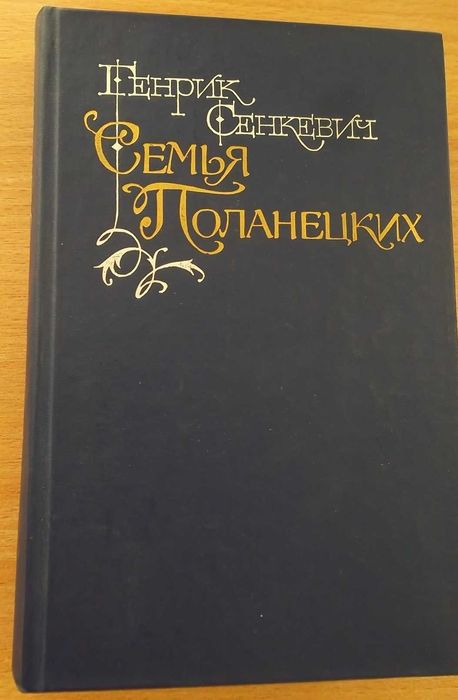 Генрик
Сенкевич
Семья
Поланецких